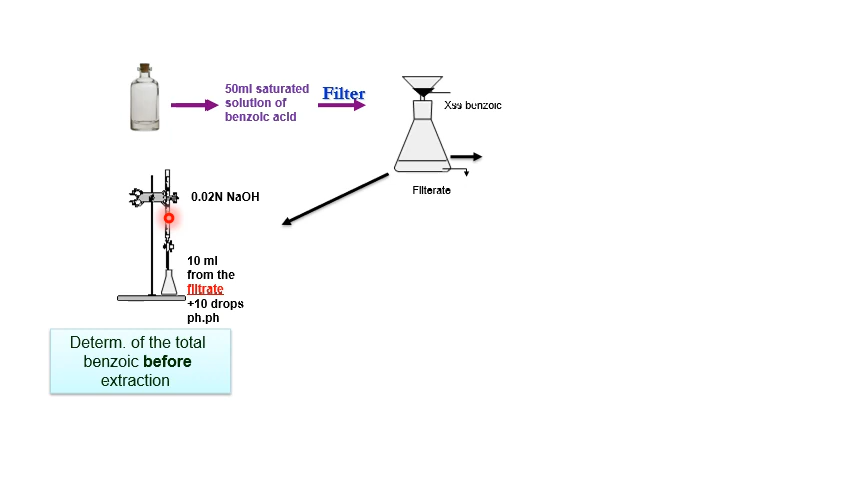 50ml saturated
solution of
benzoic acid
Filter
Xss benzoic
Filterate
0.02N NaOH
10 ml
from the
filtrate
+10 drops
ph.ph
Determ. of the total
benzoic before
extraction